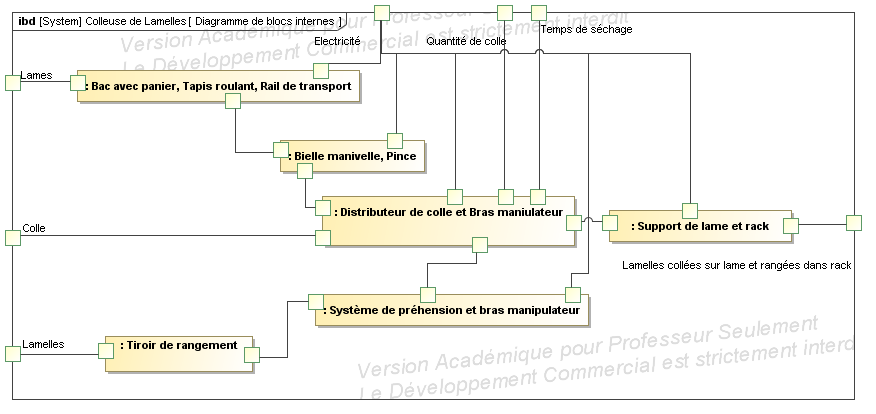 ibd [System] Colleuse de Lamelles [ Diagramme de blocs internes ]
Version Académique pour Professeur Seulement
Le Développement Commercial est strictement interdit
Electricité
Quantité de colle
Temps de séchage
Lames
: Bac avec panier, Tapis roulant, Rail de transport
: Bielle manivelle, Pince
: Distributeur de colle et Bras maniulateur
Colle
: Support de lame et rack
Lamelles collées sur lame et rangées dans rack
: Système de préhension et bras manipulateur
Lamelles
: Tiroir de rangement
Version Académique pour Professeur Seulement
Le Développement Commercial est strictement interd